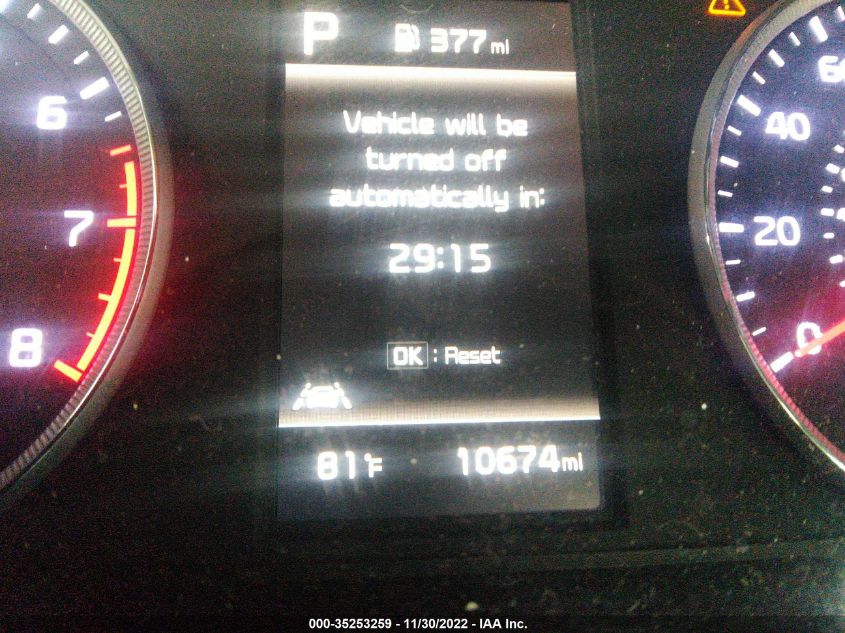 P 377 mi
Vehicle will be
turned off
automatically in:
29:15
OK : Reset
81°F 10674 mi
6
7
8
60
40
20
0
000-35253259 - 11/30/2022 - IAA Inc.